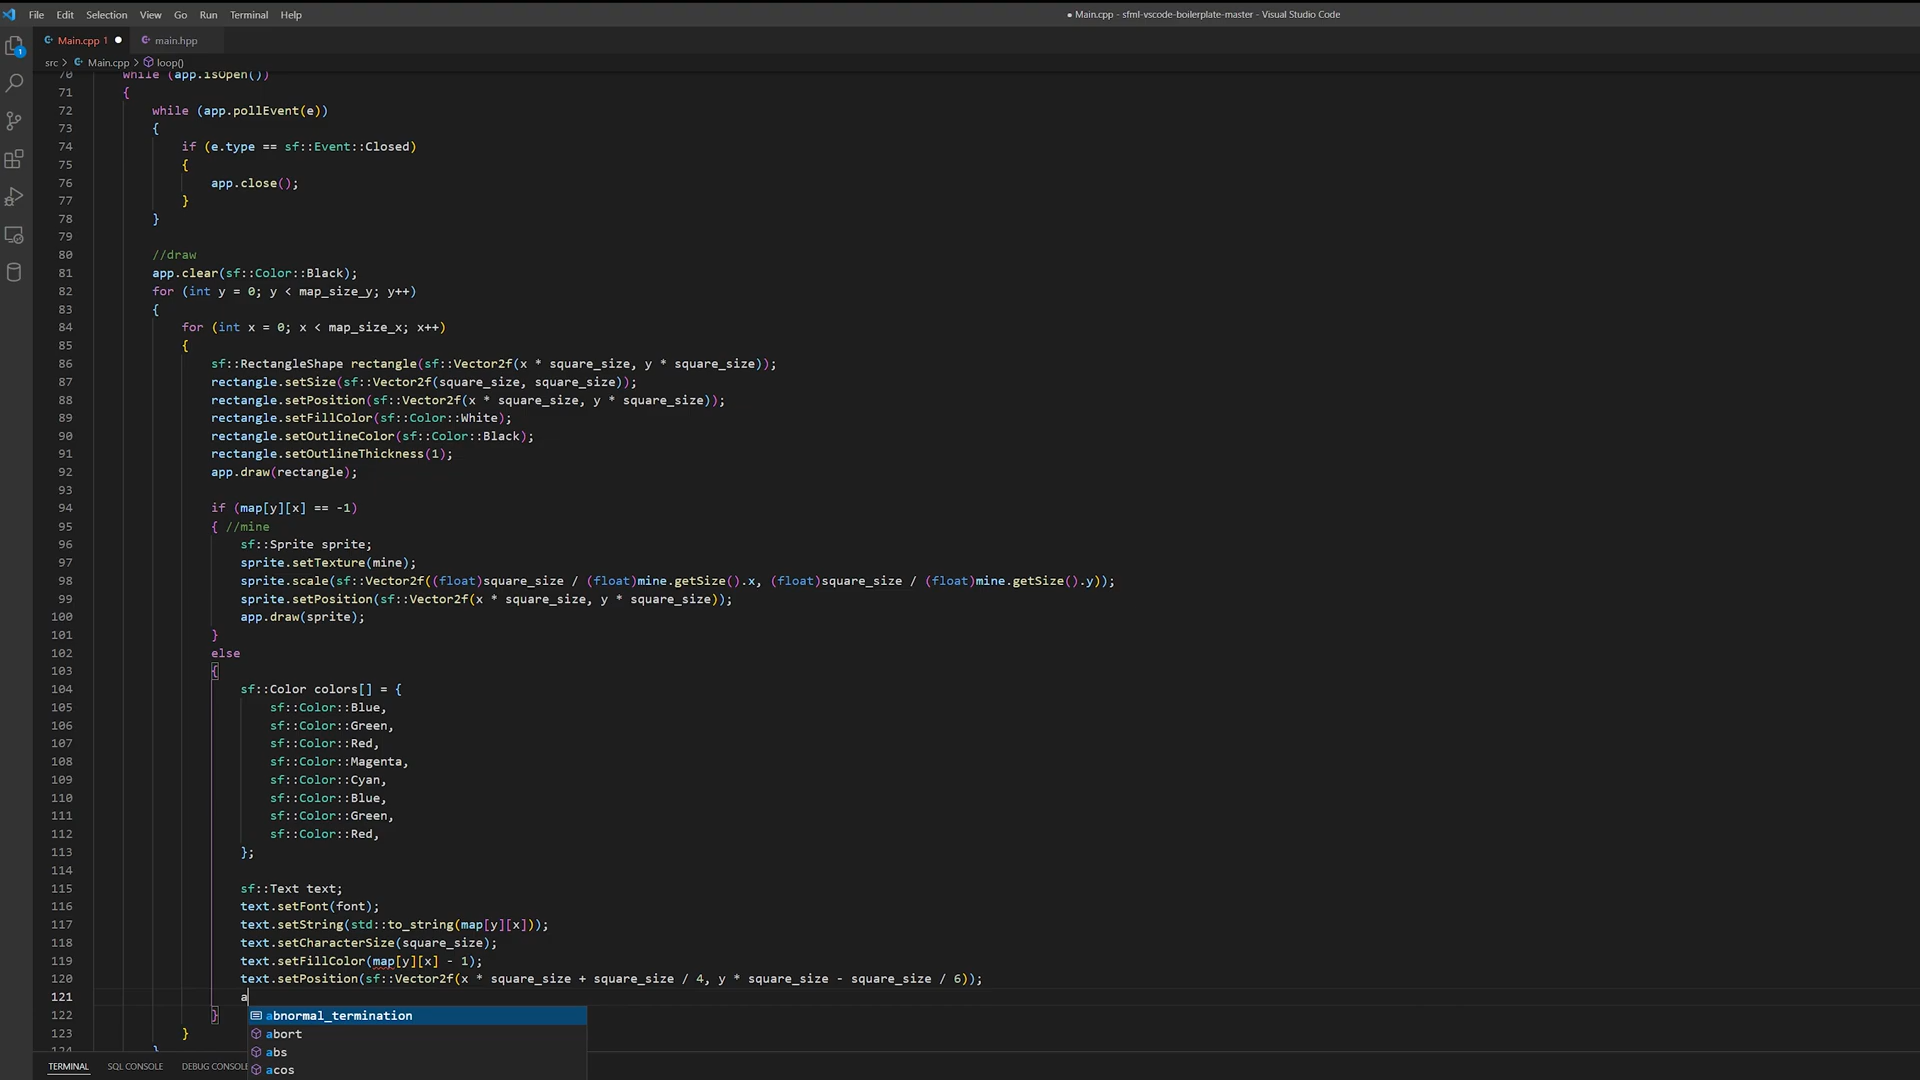 File Edit Selection View Go Run Terminal Help
● Main.cpp - sfml-vscode-boilerplate-master - Visual Studio Code
Main.cpp 1 ● main.hpp
src > Main.cpp > loop()
70 while (app.isOpen())
71 {
72 while (app.pollEvent(e))
73 {
74 if (e.type == sf::Event::Closed)
75 {
76 app.close();
77 }
78 }
79
80 //draw
81 app.clear(sf::Color::Black);
82 for (int y = 0; y < map_size_y; y++)
83 {
84 for (int x = 0; x < map_size_x; x++)
85 {
86 sf::RectangleShape rectangle(sf::Vector2f(x * square_size, y * square_size));
87 rectangle.setSize(sf::Vector2f(square_size, square_size));
88 rectangle.setPosition(sf::Vector2f(x * square_size, y * square_size));
89 rectangle.setFillColor(sf::Color::White);
90 rectangle.setOutlineColor(sf::Color::Black);
91 rectangle.setOutlineThickness(1);
92 app.draw(rectangle);
93
94 if (map[y][x] == -1)
95 { //mine
96 sf::Sprite sprite;
97 sprite.setTexture(mine);
98 sprite.scale(sf::Vector2f((float)square_size / (float)mine.getSize().x, (float)square_size / (float)mine.getSize().y));
99 sprite.setPosition(sf::Vector2f(x * square_size, y * square_size));
100 app.draw(sprite);
101 }
102 else
103 {
104 sf::Color colors[] = {
105 sf::Color::Blue,
106 sf::Color::Green,
107 sf::Color::Red,
108 sf::Color::Magenta,
109 sf::Color::Cyan,
110 sf::Color::Blue,
111 sf::Color::Green,
112 sf::Color::Red,
113 };
114
115 sf::Text text;
116 text.setFont(font);
117 text.setString(std::to_string(map[y][x]));
118 text.setCharacterSize(square_size);
119 text.setFillColor(map[y][x] - 1);
120 text.setPosition(sf::Vector2f(x * square_size + square_size / 4, y * square_size - square_size / 6));
121 a
122 } abnormal_termination
123 } abort
124 } abs
TERMINAL SQL CONSOLE DEBUG CONSOLE acos
1